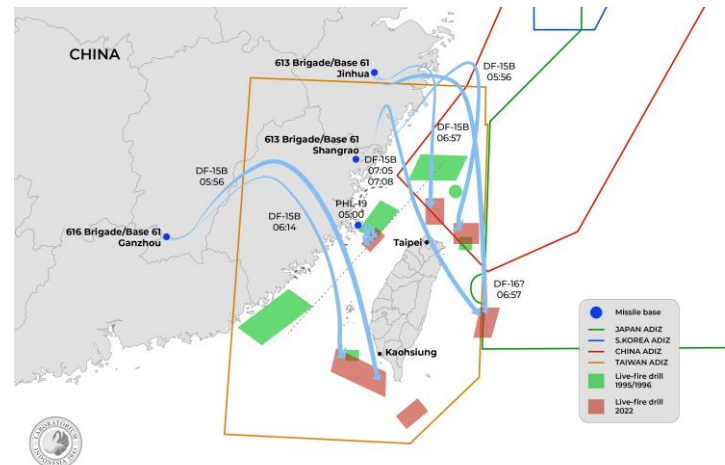 CHINA
613 Brigade/Base 61
Jinhua
DF-15B
05:56
613 Brigade/Base 61
Shangrao
DF-15B
06:57
DF-15B
07:05
07:08
DF-15B
05:56
PHL-19
05:00
DF-15B
06:14
616 Brigade/Base 61
Ganzhou
Taipei
DF-16?
06:57
Kaohsiung
Missile base
JAPAN ADIZ
S.KOREA ADIZ
CHINA ADIZ
TAIWAN ADIZ
Live-fire drill
1995/1996
Live-fire drill
2022
LABORATORIUM
INDONESIA 2045